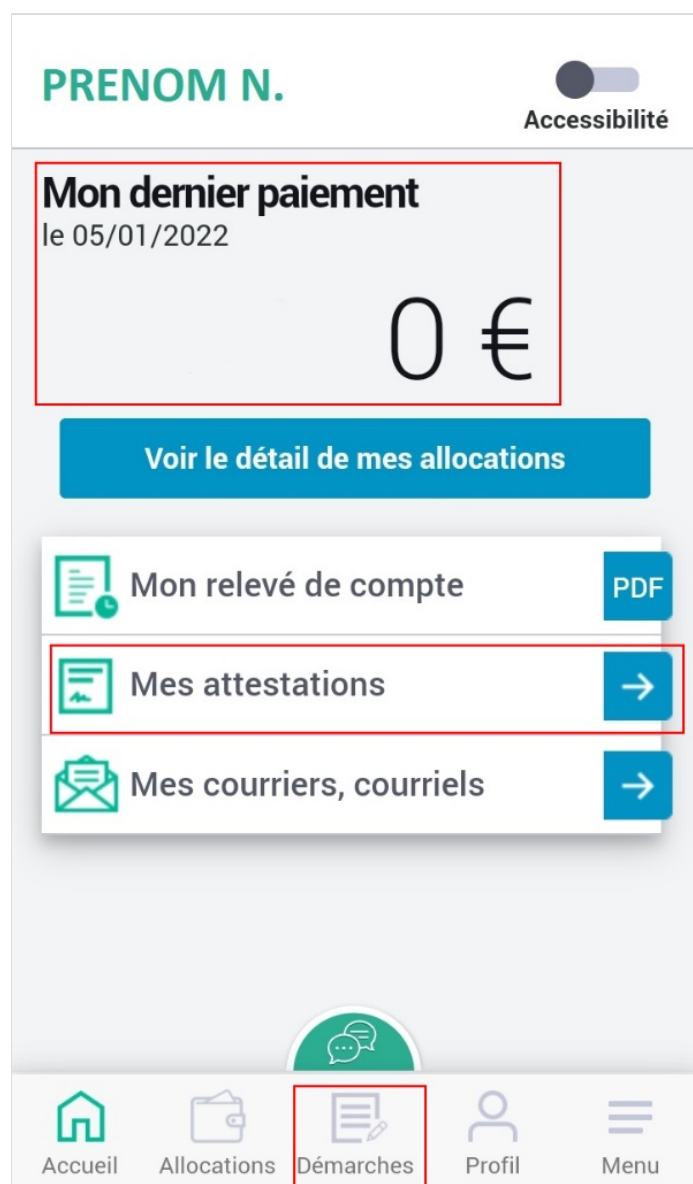 PRENOM N.
Accessibilité
Mon dernier paiement
le 05/01/2022
0 €
Voir le détail de mes allocations
Mon relevé de compte
PDF
Mes attestations
Mes courriers, courriels
Accueil
Allocations
Démarches
Profil
Menu